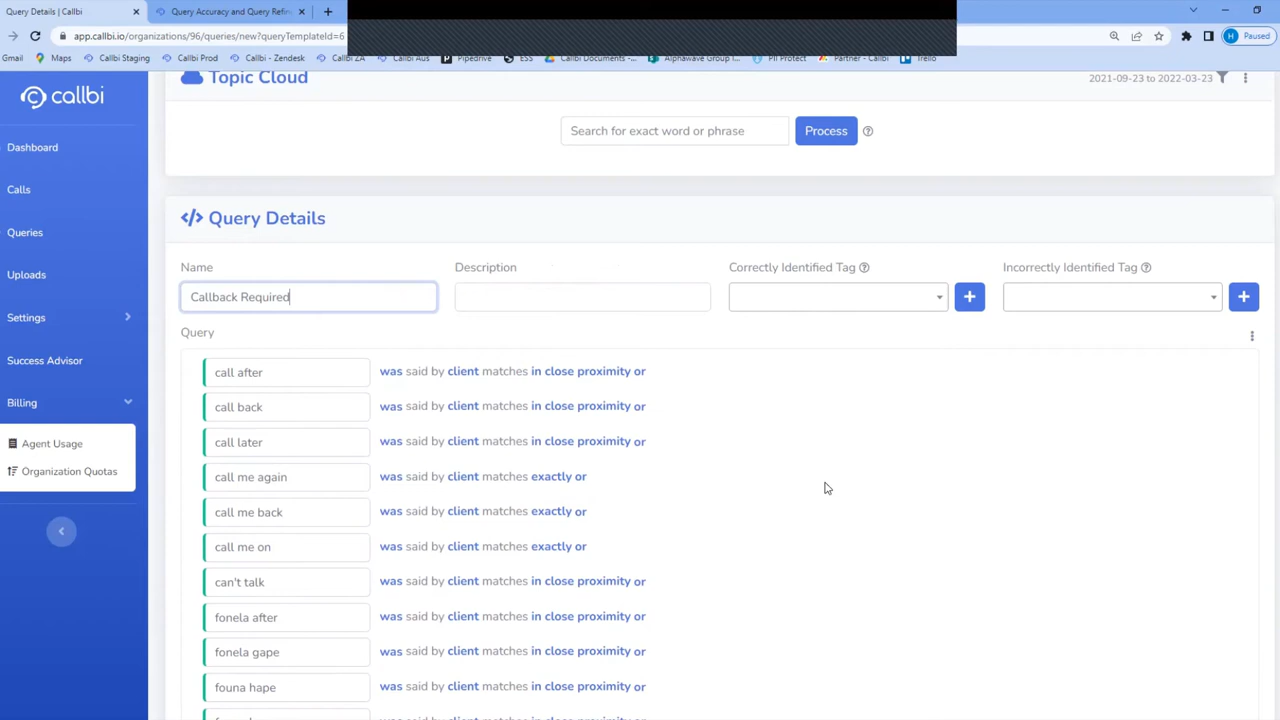 Query Details | Callbi
Query Accuracy and Query Refin
app.callbi.io/organizations/96/queries/new?queryTemplateId=6
Paused
Gmail Maps Callbi Staging Callbi Prod Callbi - Zendesk Callbi ZA Callbi Aus Pipedrive ESS Callbi Documents -... Alphawave Group |... PII Protect Partner - Callbi Trello
callbi
Dashboard
Calls
Queries
Uploads
Settings
Success Advisor
Billing
Agent Usage
Organization Quotas
Topic Cloud
2021-09-23 to 2022-03-23
Search for exact word or phrase Process
</> Query Details
Name Description Correctly Identified Tag Incorrectly Identified Tag
Callback Required
Query
call after was said by client matches in close proximity or
call back was said by client matches in close proximity or
call later was said by client matches in close proximity or
call me again was said by client matches exactly or
call me back was said by client matches exactly or
call me on was said by client matches exactly or
can't talk was said by client matches in close proximity or
fonela after was said by client matches in close proximity or
fonela gape was said by client matches in close proximity or
founa hape was said by client matches in close proximity or